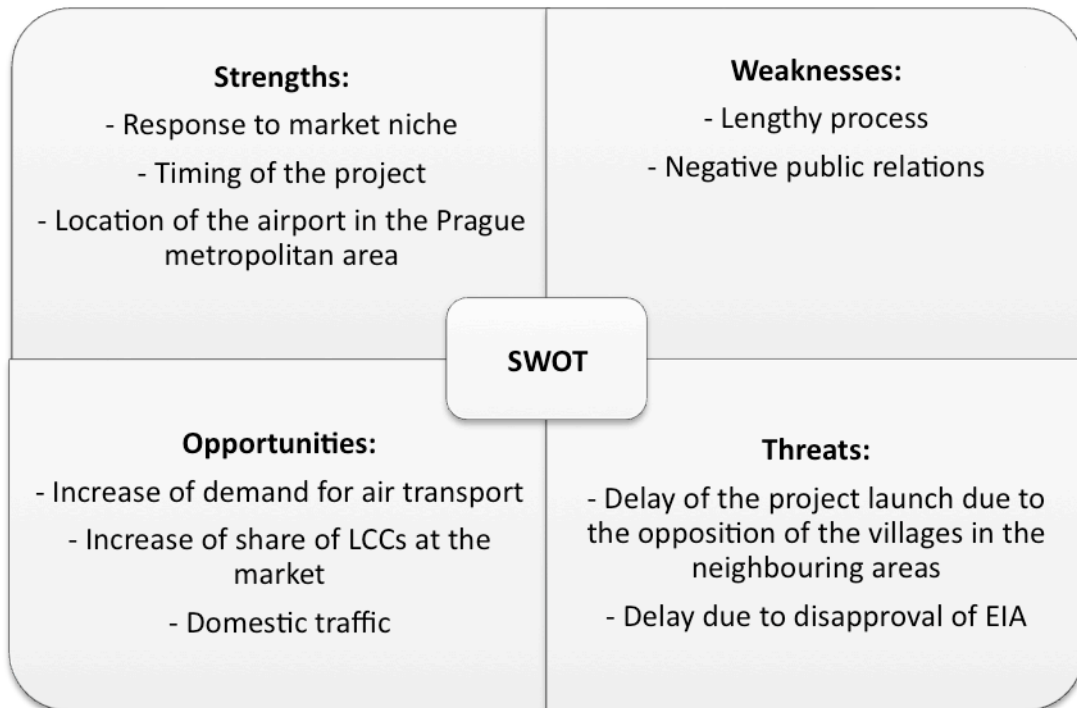 Strengths:
- Response to market niche
- Timing of the project
- Location of the airport in the Prague
metropolitan area
Weaknesses:
- Lengthy process
- Negative public relations
SWOT
Opportunities:
- Increase of demand for air transport
- Increase of share of LCCs at the
market
- Domestic traffic
Threats:
- Delay of the project launch due to
the opposition of the villages in the
neighbouring areas
- Delay due to disapproval of EIA